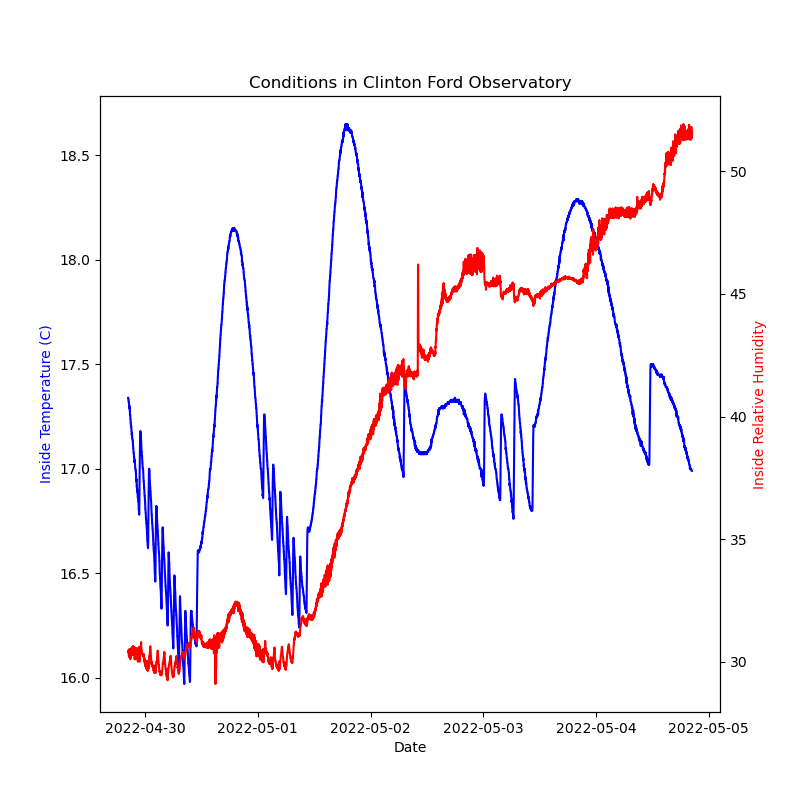 Conditions in Clinton Ford Observatory
Inside Temperature (C)
18.5
18.0
17.5
17.0
16.5
16.0
50
45
40
35
30
Inside Relative Humidity
2022-04-30 2022-05-01 2022-05-02 2022-05-03 2022-05-04 2022-05-05
Date